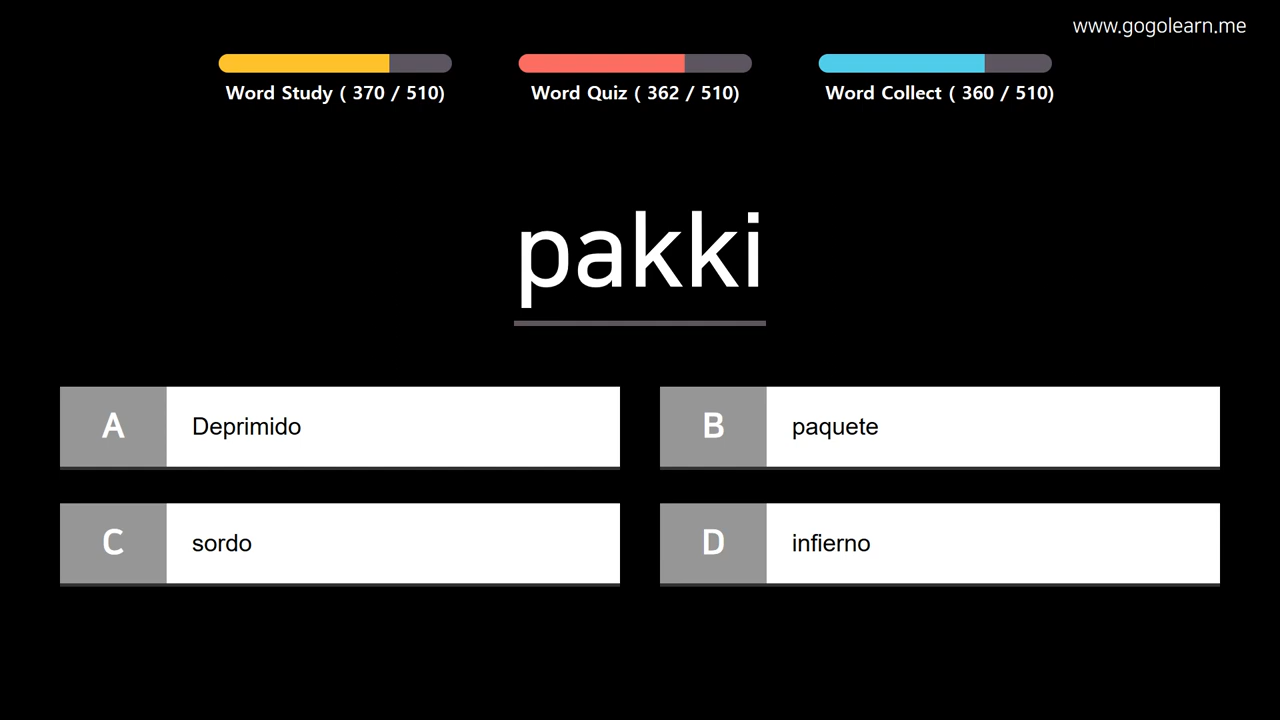 www.gogolearn.me
Word Study ( 370 / 510)
Word Quiz ( 362 / 510)
Word Collect ( 360 / 510)
pakki
A Deprimido
B paquete
C sordo
D infierno